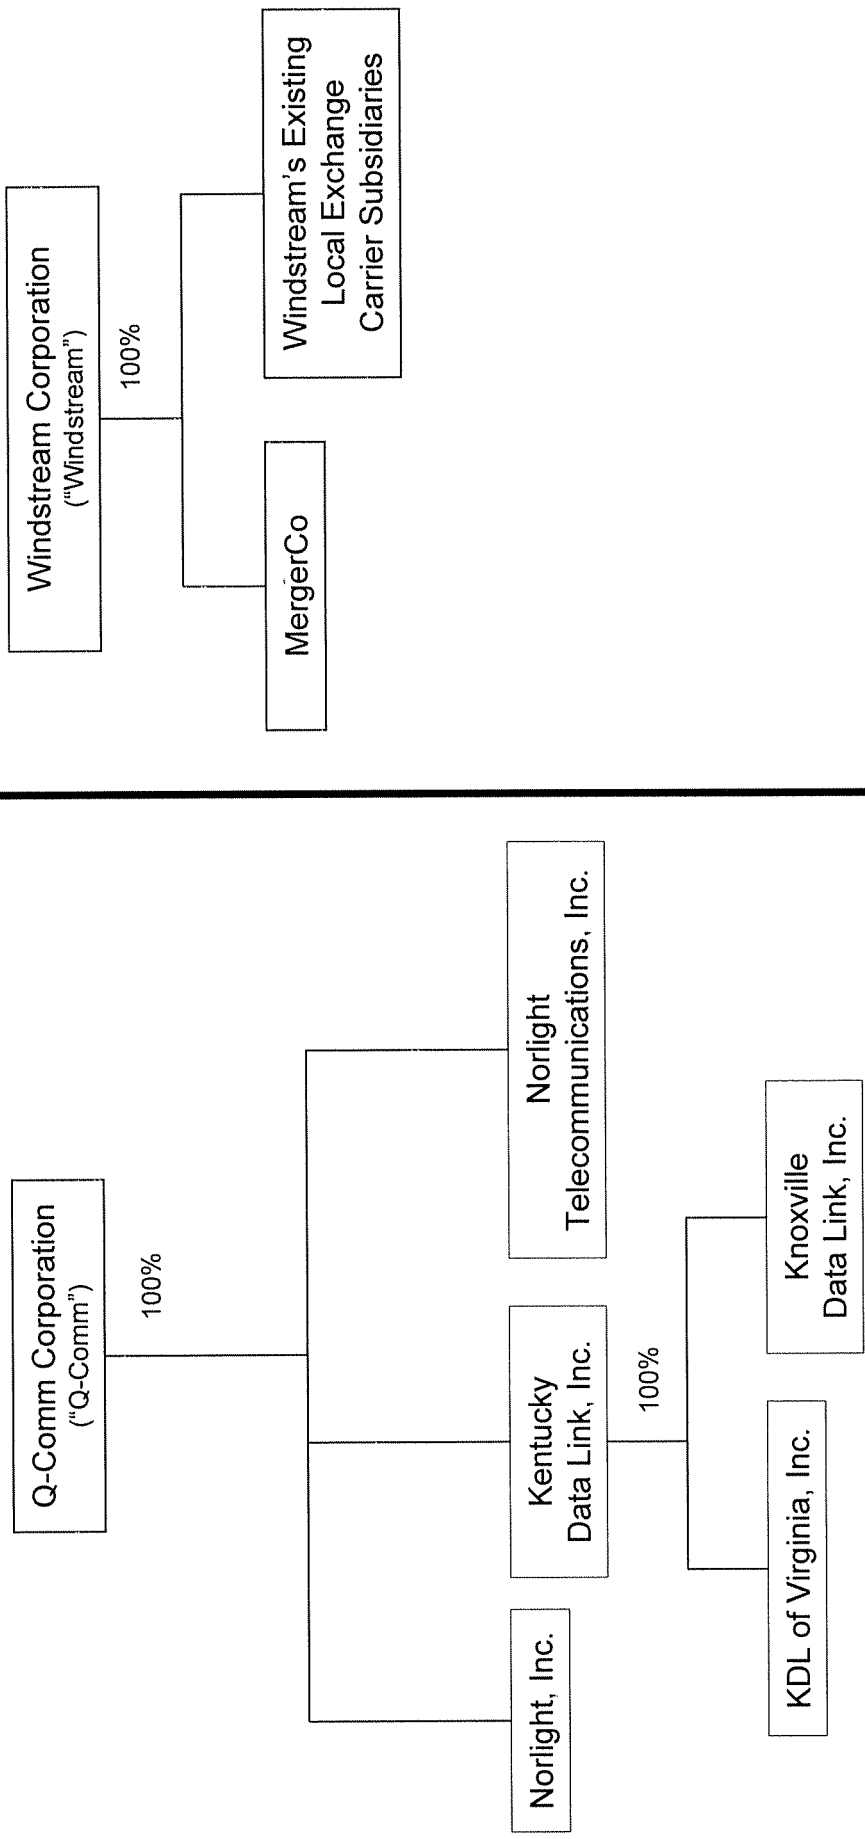 Q-Comm Corporation
(“Q-Comm”)
100%
Norlight, Inc.
Kentucky
Data Link, Inc.
Norlight
Telecommunications, Inc.
100%
KDL of Virginia, Inc.
Knoxville
Data Link, Inc.
Windstream Corporation
(“Windstream”)
100%
MergerCo
Windstream’s Existing
Local Exchange
Carrier Subsidiaries